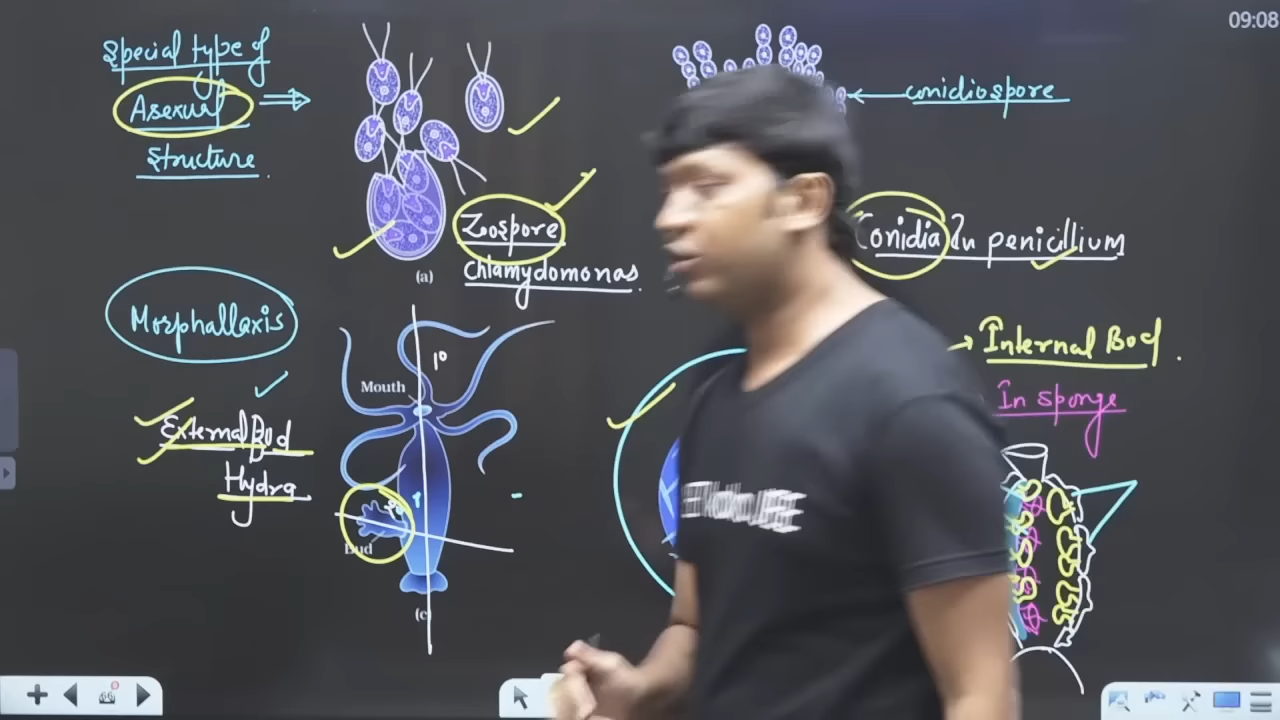 09:08
Special type of
Asexual
Structure.
conidiospore
Zoospore
Chlamydomonas.
(a)
Conidia In penicillium
Morphallaxis
Internal Bud.
In sponge
1°
Mouth
External Bud
Hydra
Bud
(c)